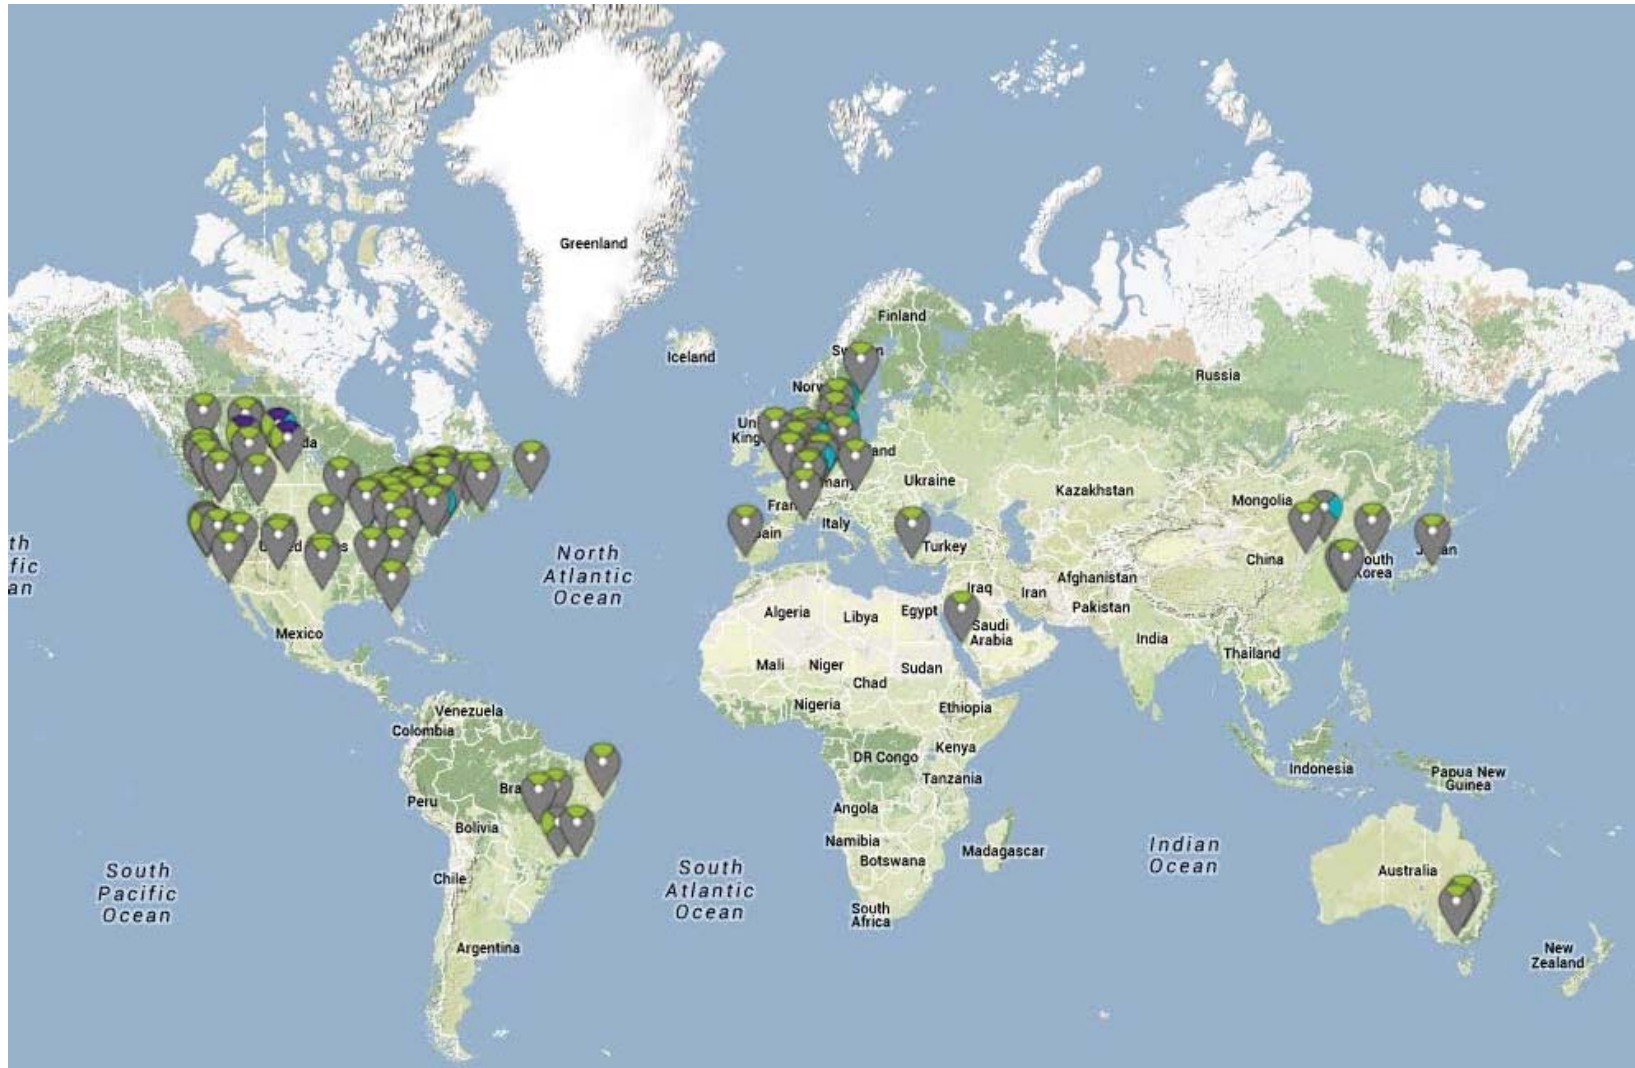 Greenland
Finland
Iceland
Russia
Norw
Ukraine
Kazakhstan
Mongolia
North
Atlantic
Ocean
Italy
Turkey
China
Afghanistan
Iraq
Iran
Pakistan
Algeria
Libya
Egypt
Saudi
Arabia
Mexico
India
Thailand
Mali
Niger
Chad
Sudan
Nigeria
Ethiopia
Venezuela
Colombia
DR Congo
Kenya
Tanzania
Indonesia
Papua New
Guinea
Bra
Peru
Bolivia
Angola
Namibia
Botswana
Madagascar
Indian
Ocean
South
Pacific
Ocean
South
Atlantic
Ocean
Chile
Australia
South
Africa
Argentina
New
Zealand